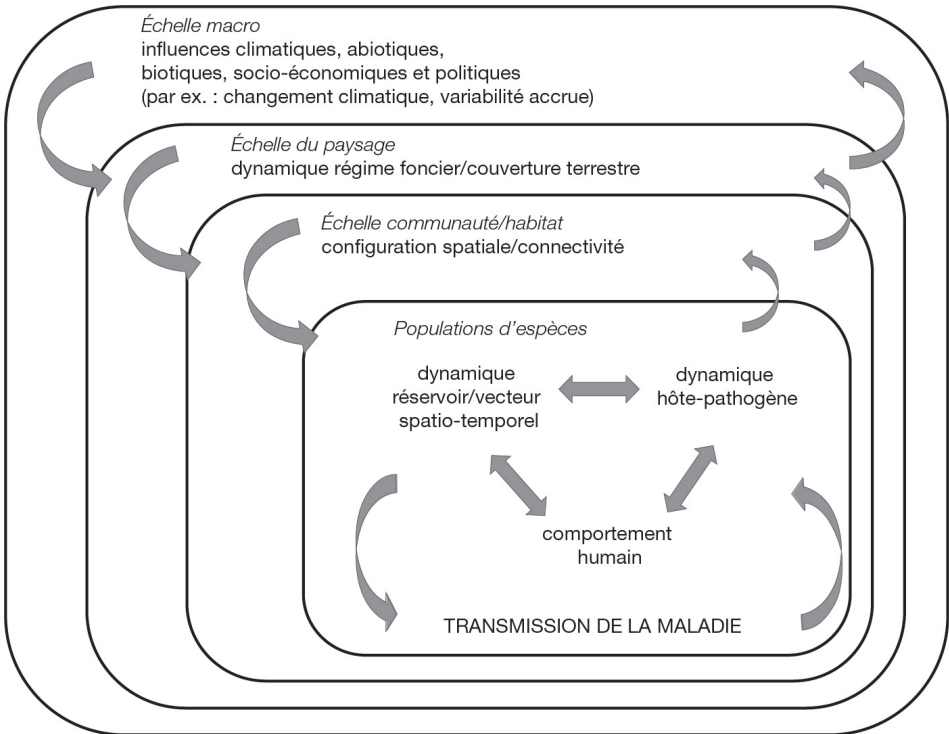 Échelle macro
influences climatiques, abiotiques,
biotiques, socio-économiques et politiques
(par ex. : changement climatique, variabilité accrue)
Échelle du paysage
dynamique régime foncier/couverture terrestre
Échelle communauté/habitat
configuration spatiale/connectivité
Populations d'espèces
dynamique
réservoir/vecteur
spatio-temporel
dynamique
hôte-pathogène
comportement
humain
TRANSMISSION DE LA MALADIE